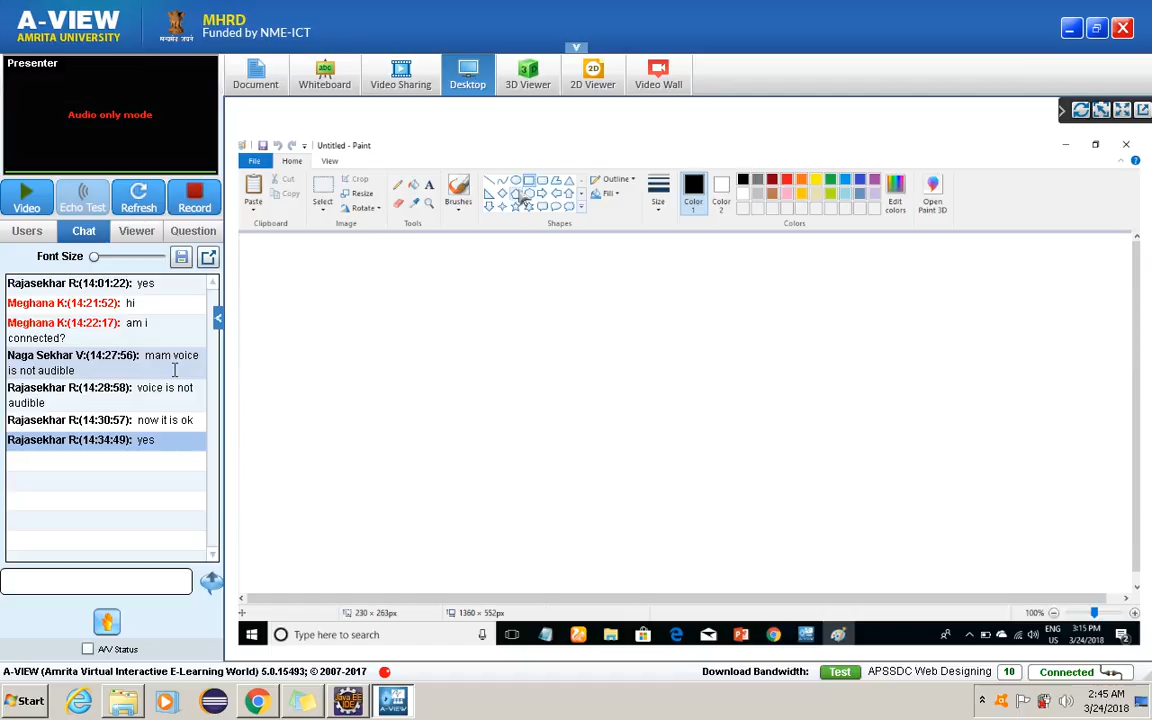 A-VIEW
AMRITA UNIVERSITY
MHRD
Funded by NME-ICT
Presenter
Audio only mode
Document
Whiteboard
Video Sharing
Desktop
3D Viewer
2D Viewer
Video Wall
Video
Echo Test
Refresh
Record
Users
Chat
Viewer
Question
Font Size
Rajasekhar R:(14:01:22): yes
Meghana K:(14:21:52): hi
Meghana K:(14:22:17): am i
connected?
Naga Sekhar V:(14:27:56): mam voice
is not audible
Rajasekhar R:(14:28:58): voice is not
audible
Rajasekhar R:(14:30:57): now it is ok
Rajasekhar R:(14:34:49): yes
A/V Status
Untitled - Paint
File
Home
View
Paste
Cut
Copy
Clipboard
Select
Crop
Resize
Rotate
Image
Tools
Brushes
Outline
Fill
Shapes
Size
Color
1
Color
2
Colors
Edit
colors
Open
Paint 3D
230 × 263px
1360 × 552px
100%
Type here to search
ENG
US
3:15 PM
3/24/2018
A-VIEW (Amrita Virtual Interactive E-Learning World) 5.0.15493; © 2007-2017
Download Bandwidth:
Test
APSSDC Web Designing
10
Connected
Start
A-VIEW
2:45 AM
3/24/2018